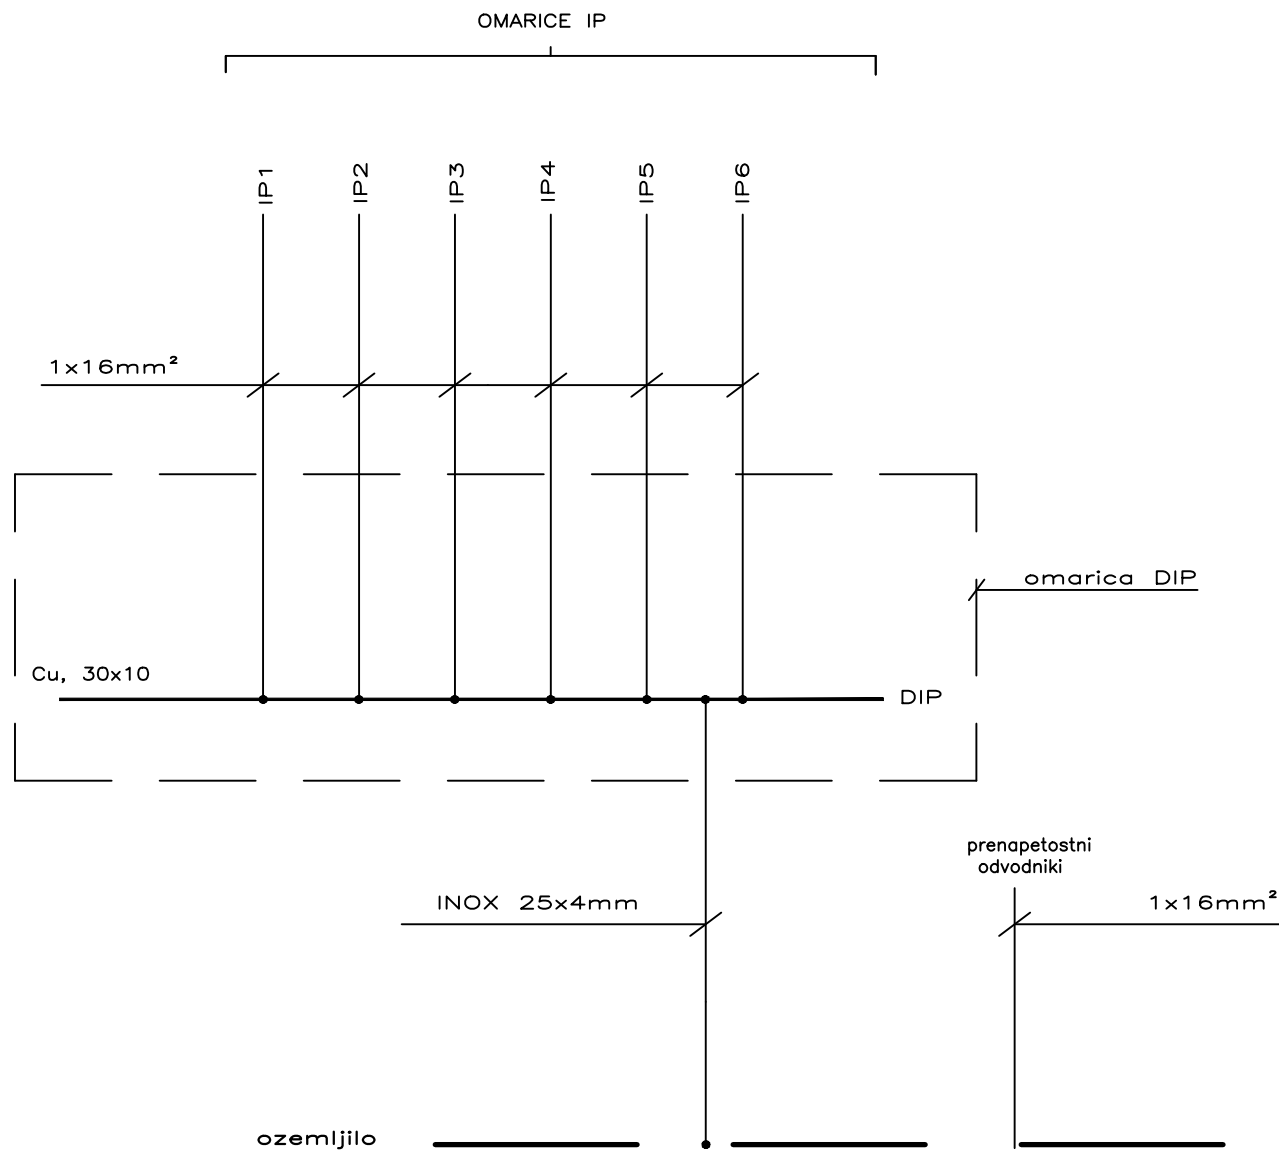 OMARICE IP
IP1
IP2
IP3
IP4
IP5
IP6
1x16mm²
omarica DIP
Cu, 30x10
DIP
prenapetostni
odvodniki
INOX 25x4mm
1x16mm²
ozemljilo